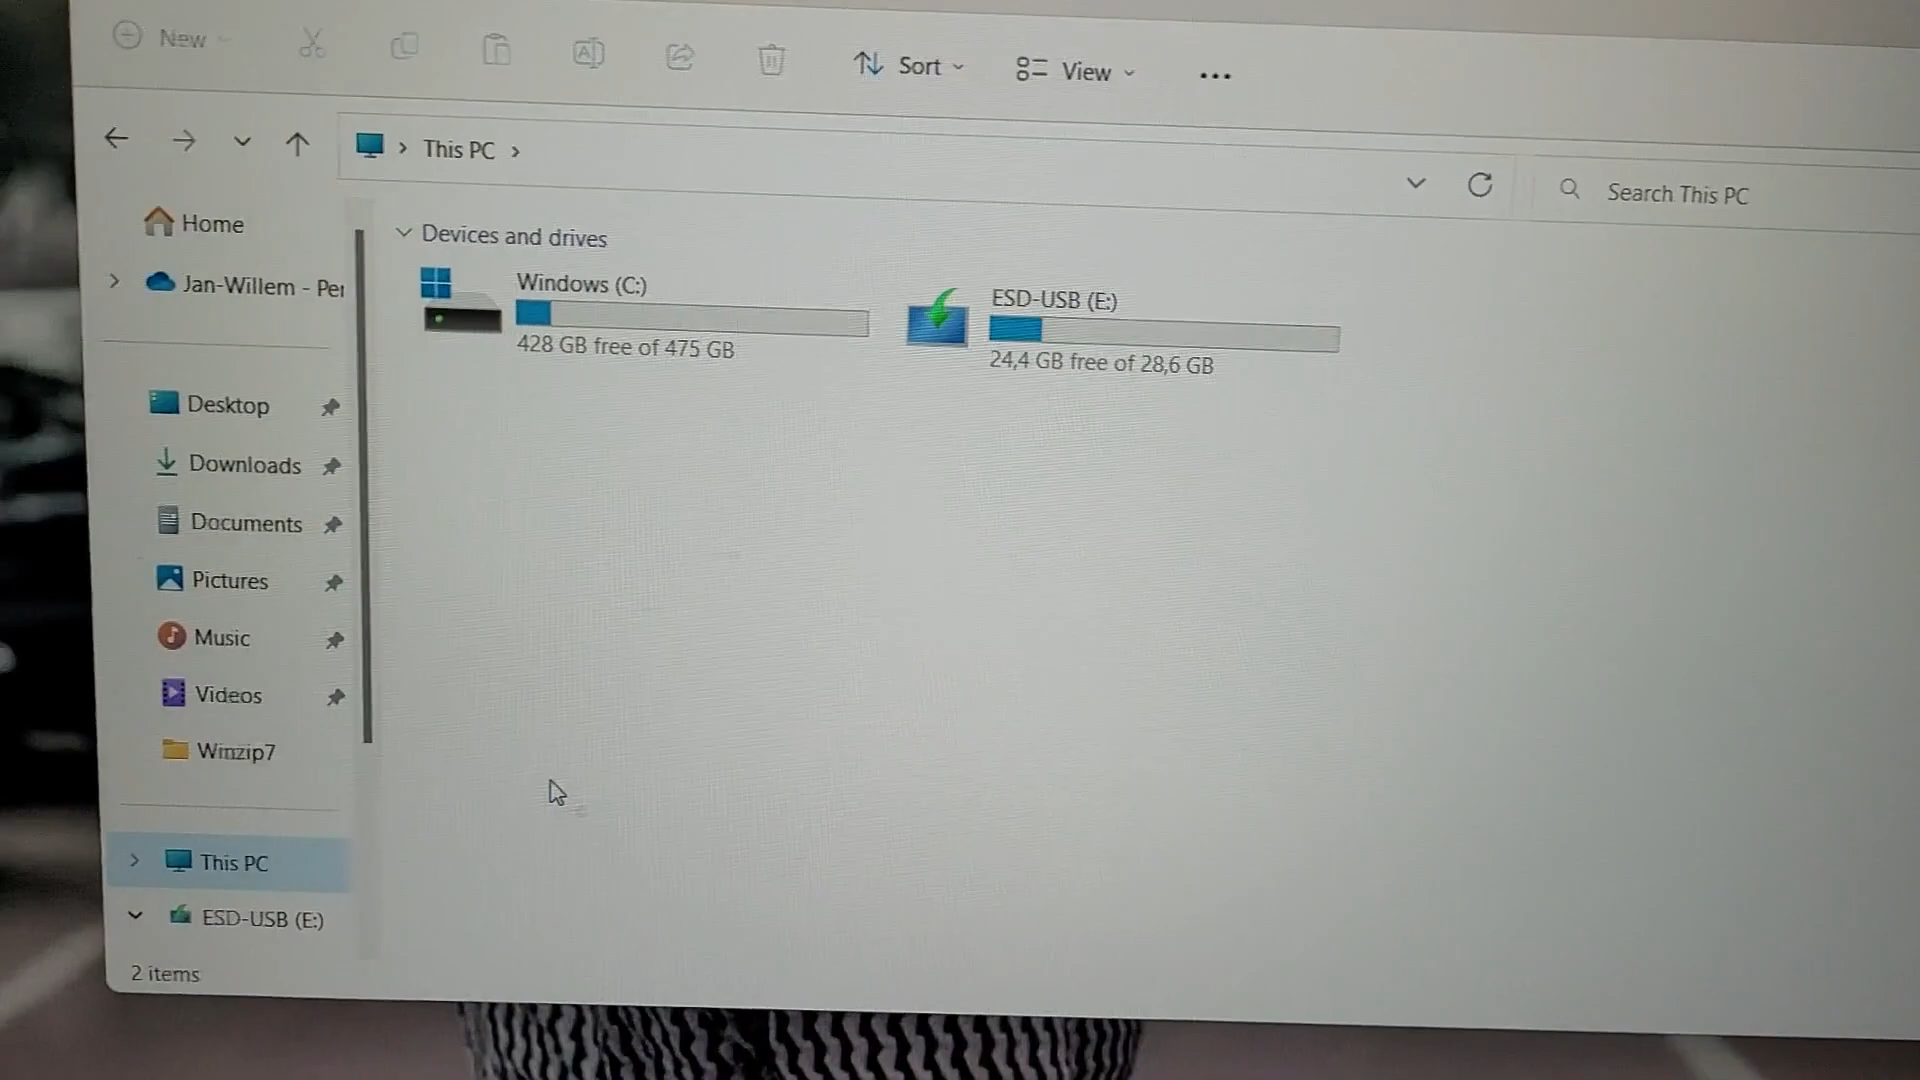 New
Sort
View
This PC
Search This PC
Home
Jan-Willem - Per
Desktop
Downloads
Documents
Pictures
Music
Videos
Winzip7
This PC
ESD-USB (E:)
2 items
Devices and drives
Windows (C:)
428 GB free of 475 GB
ESD-USB (E:)
24,4 GB free of 28,6 GB